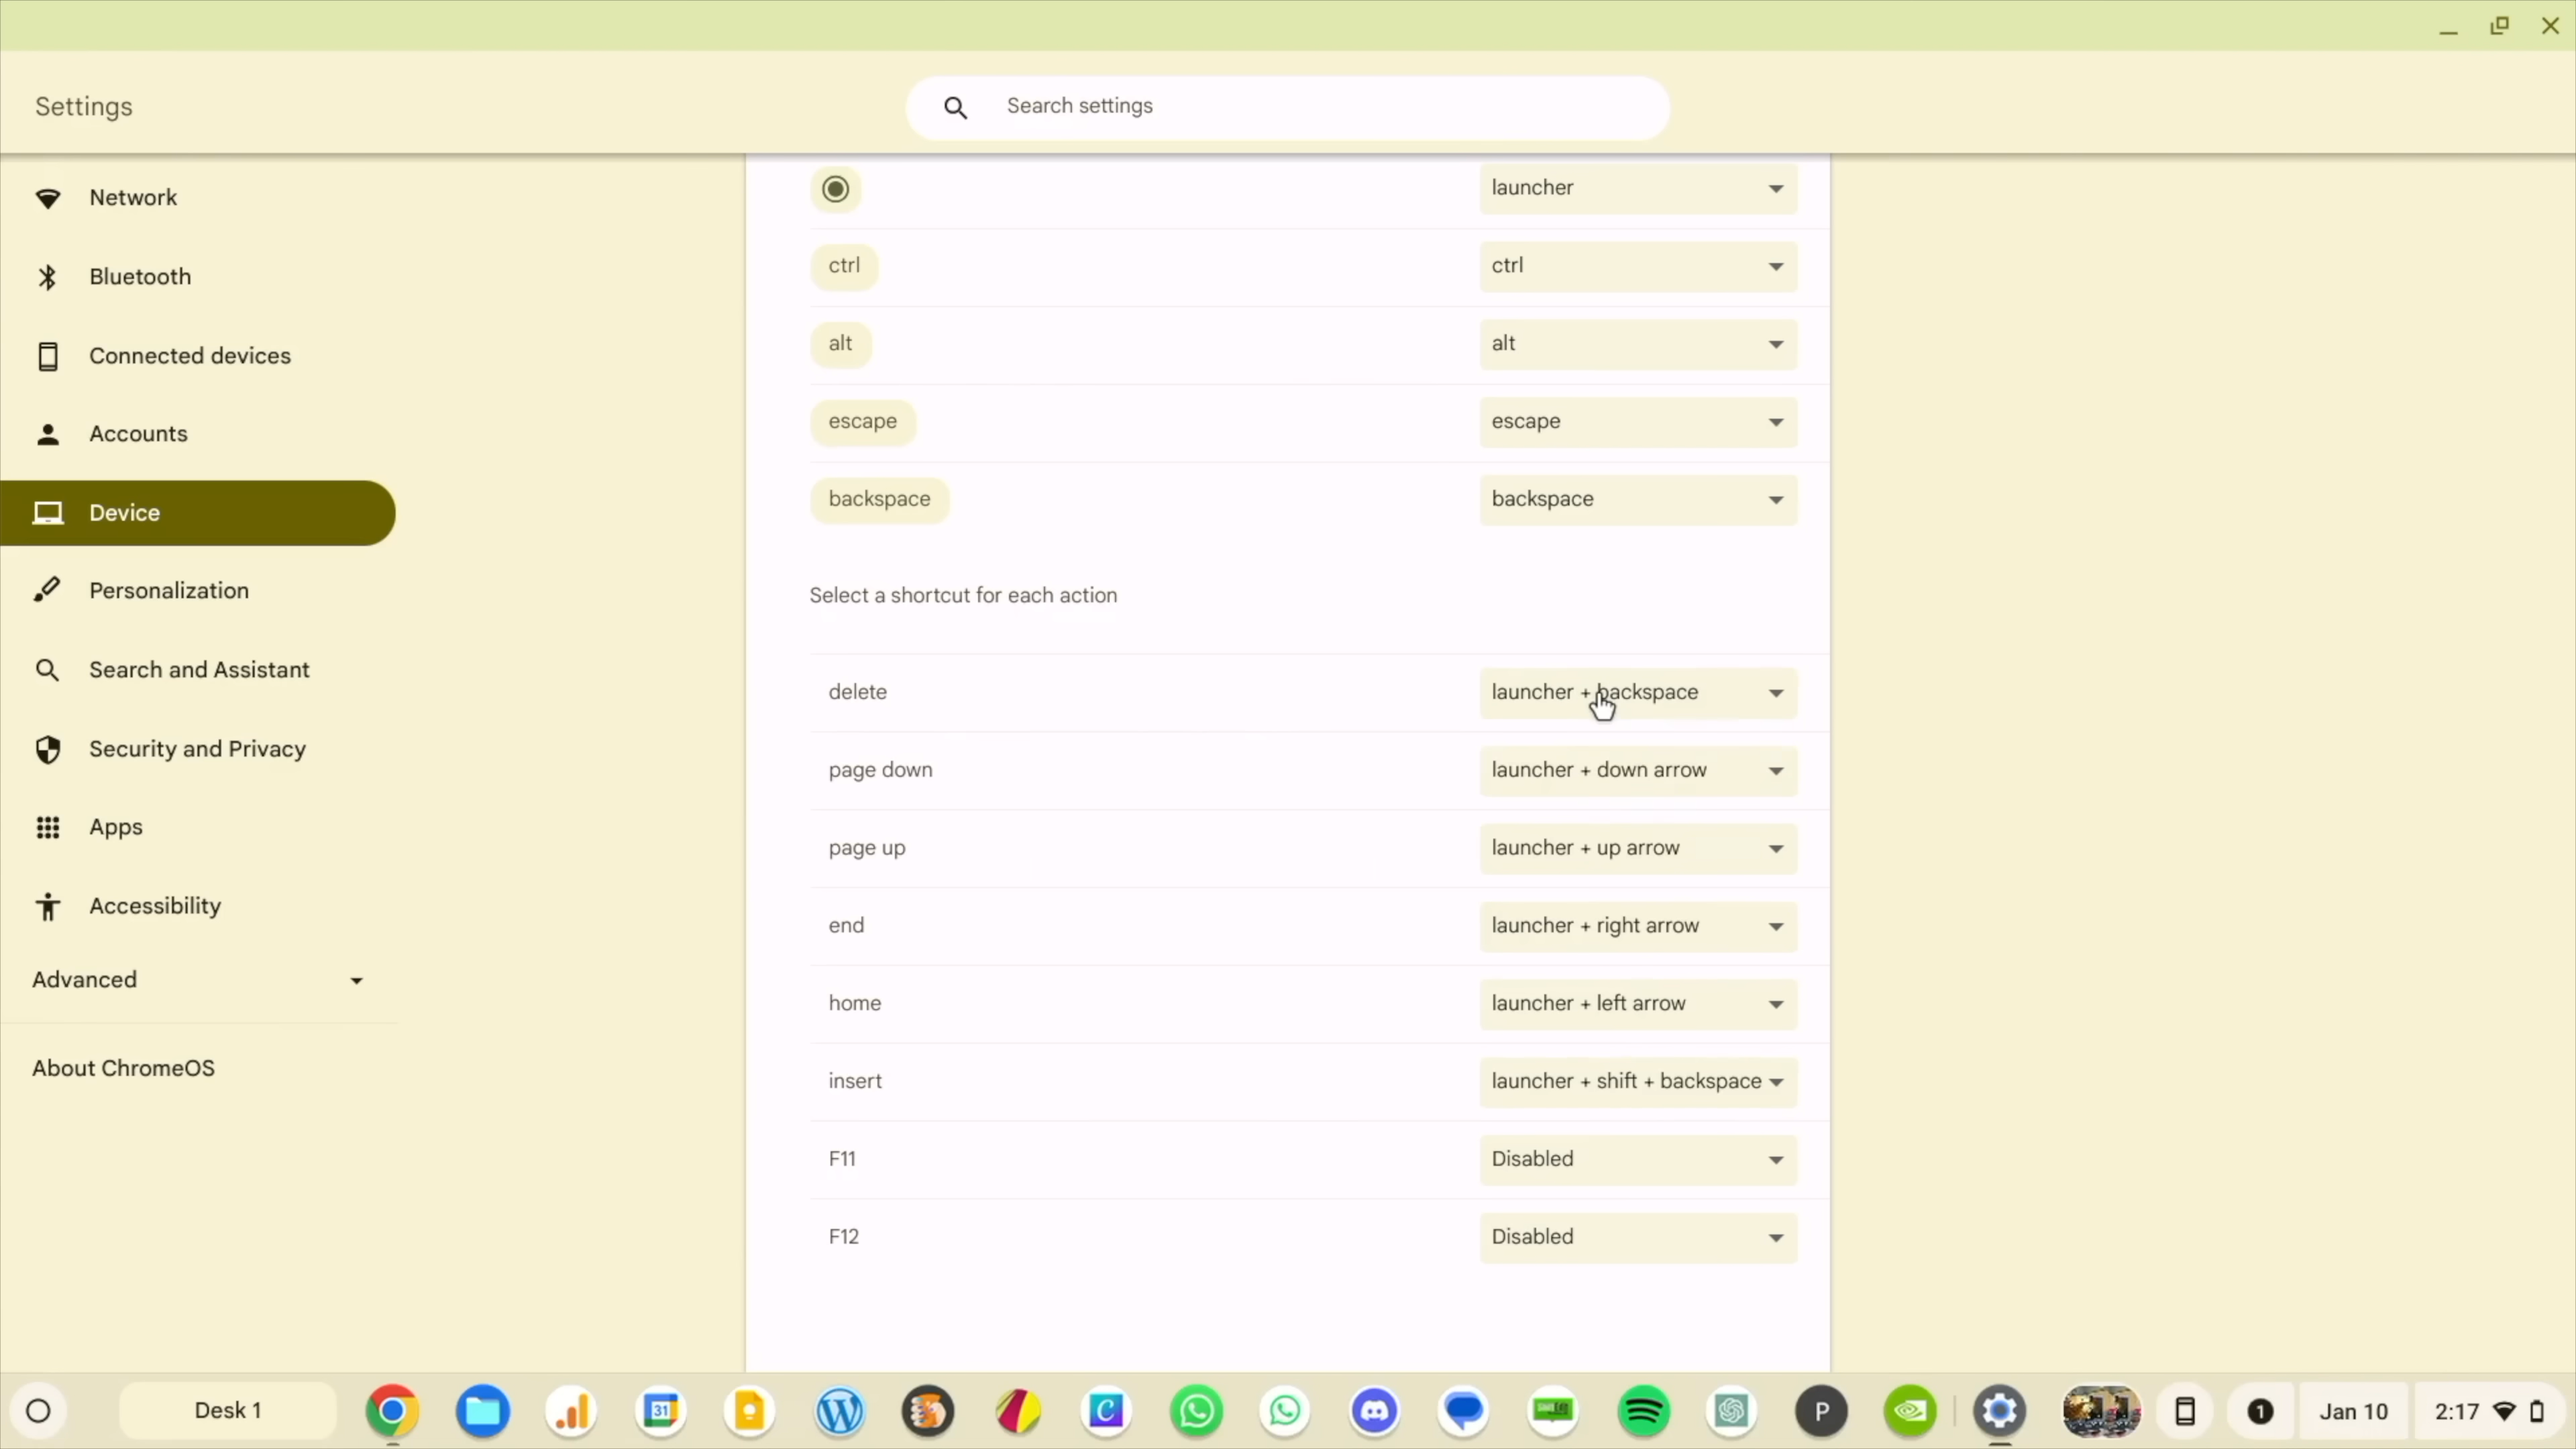 Settings
Search settings
Network
Bluetooth
Connected devices
Accounts
Device
Personalization
Search and Assistant
Security and Privacy
Apps
Accessibility
Advanced
About ChromeOS
launcher
ctrl ctrl
alt alt
escape escape
backspace backspace
Select a shortcut for each action
delete launcher + backspace
page down launcher + down arrow
page up launcher + up arrow
end launcher + right arrow
home launcher + left arrow
insert launcher + shift + backspace
F11 Disabled
F12 Disabled
Desk 1 31 C P 1 Jan 10 2:17